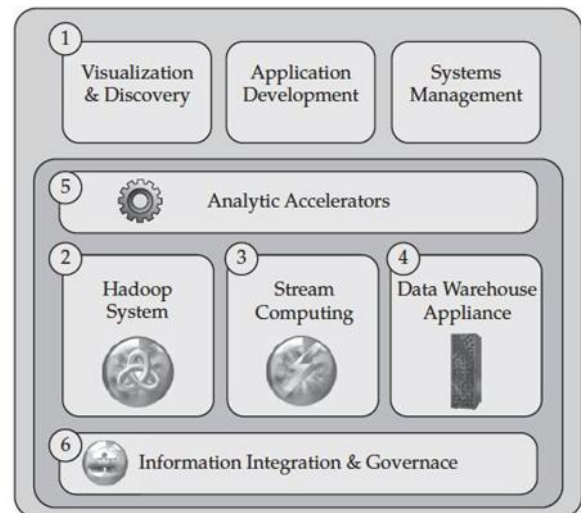 1
Visualization
& Discovery
Application
Development
Systems
Management
5
Analytic Accelerators
2
Hadoop
System
3
Stream
Computing
4
Data Warehouse
Appliance
6
Information Integration & Governace